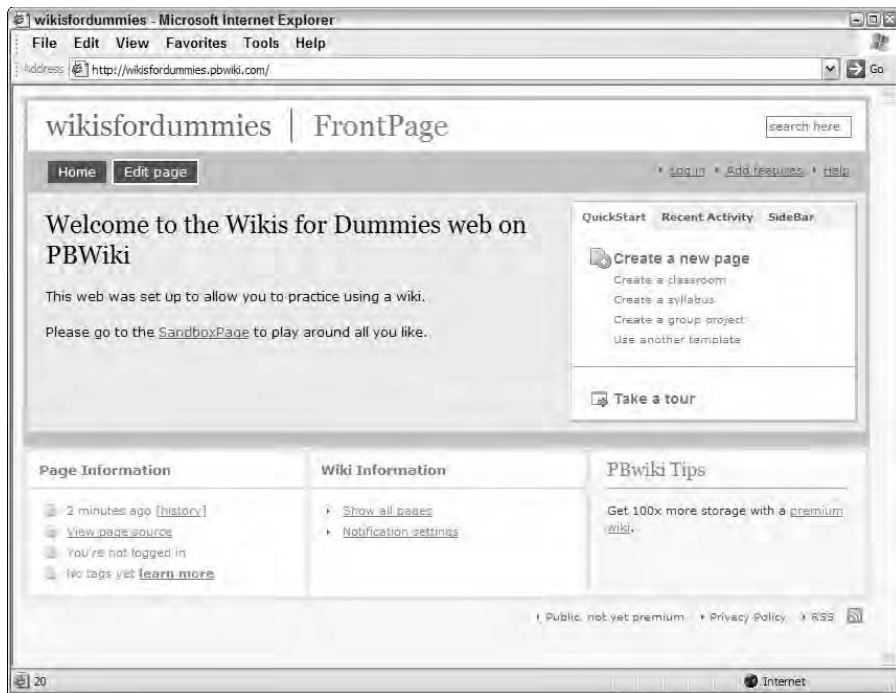 wikisfordummies - Microsoft Internet Explorer
File Edit View Favorites Tools Help
Address http://wikisfordummies.pbwiki.com/ Go
wikisfordummies | FrontPage
search here
Home Edit page
Log in Add features Help
Welcome to the Wikis for Dummies web on
PBWiki
This web was set up to allow you to practice using a wiki.
Please go to the SandboxPage to play around all you like.
QuickStart Recent Activity SideBar
Create a new page
Create a classroom
Create a syllabus
Create a group project
Use another template
Take a tour
Page Information
2 minutes ago [history]
View page source
You're not logged in
No tags yet learn more
Wiki Information
Show all pages
Notification settings
PBwiki Tips
Get 100x more storage with a premium
wiki.
Public, not yet premium Privacy Policy RSS
20 Internet